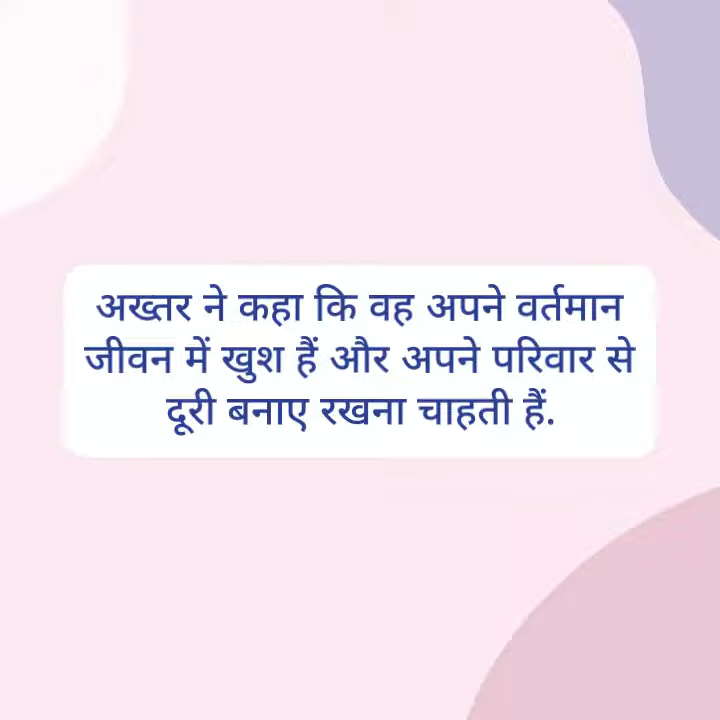 अख्तर ने कहा कि वह अपने वर्तमान
जीवन में खुश हैं और अपने परिवार से
दूरी बनाए रखना चाहती हैं.